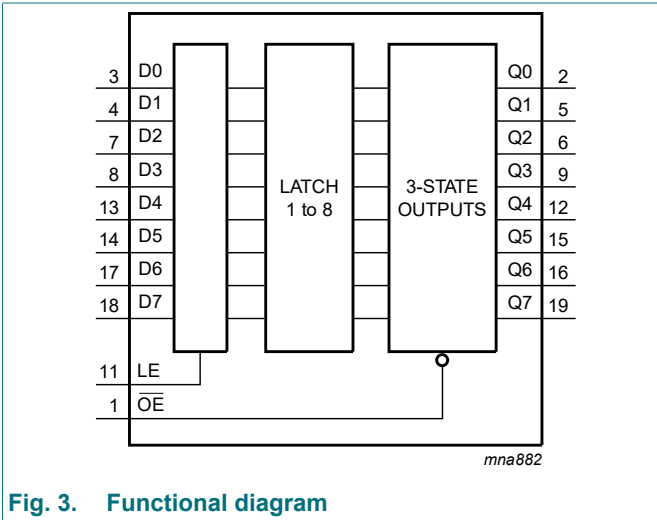 3 D0 Q0 2
4 D1 Q1 5
7 D2 Q2 6
8 D3 Q3 9
13 D4 Q4 12
14 D5 Q5 15
17 D6 Q6 16
18 D7 Q7 19
LATCH
1 to 8
3-STATE
OUTPUTS
11 LE
1 O̅E̅
mna882
Fig. 3. Functional diagram